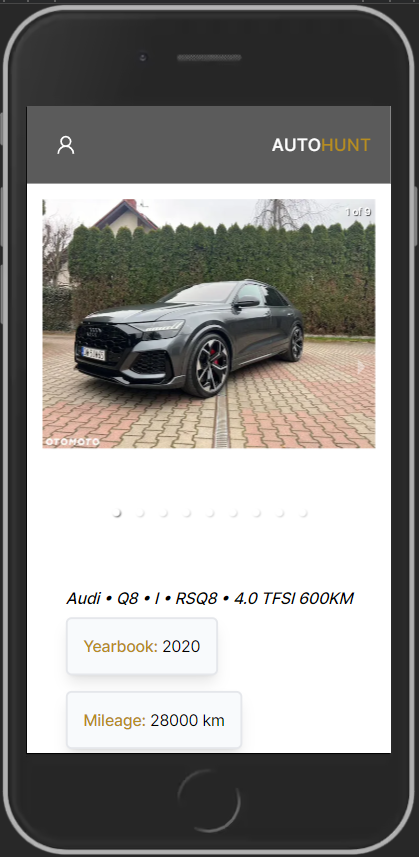 AUTOHUNT
1 of 9
OTOMOTO
Audi • Q8 • I • RSQ8 • 4.0 TFSI 600KM
Yearbook: 2020
Mileage: 28000 km